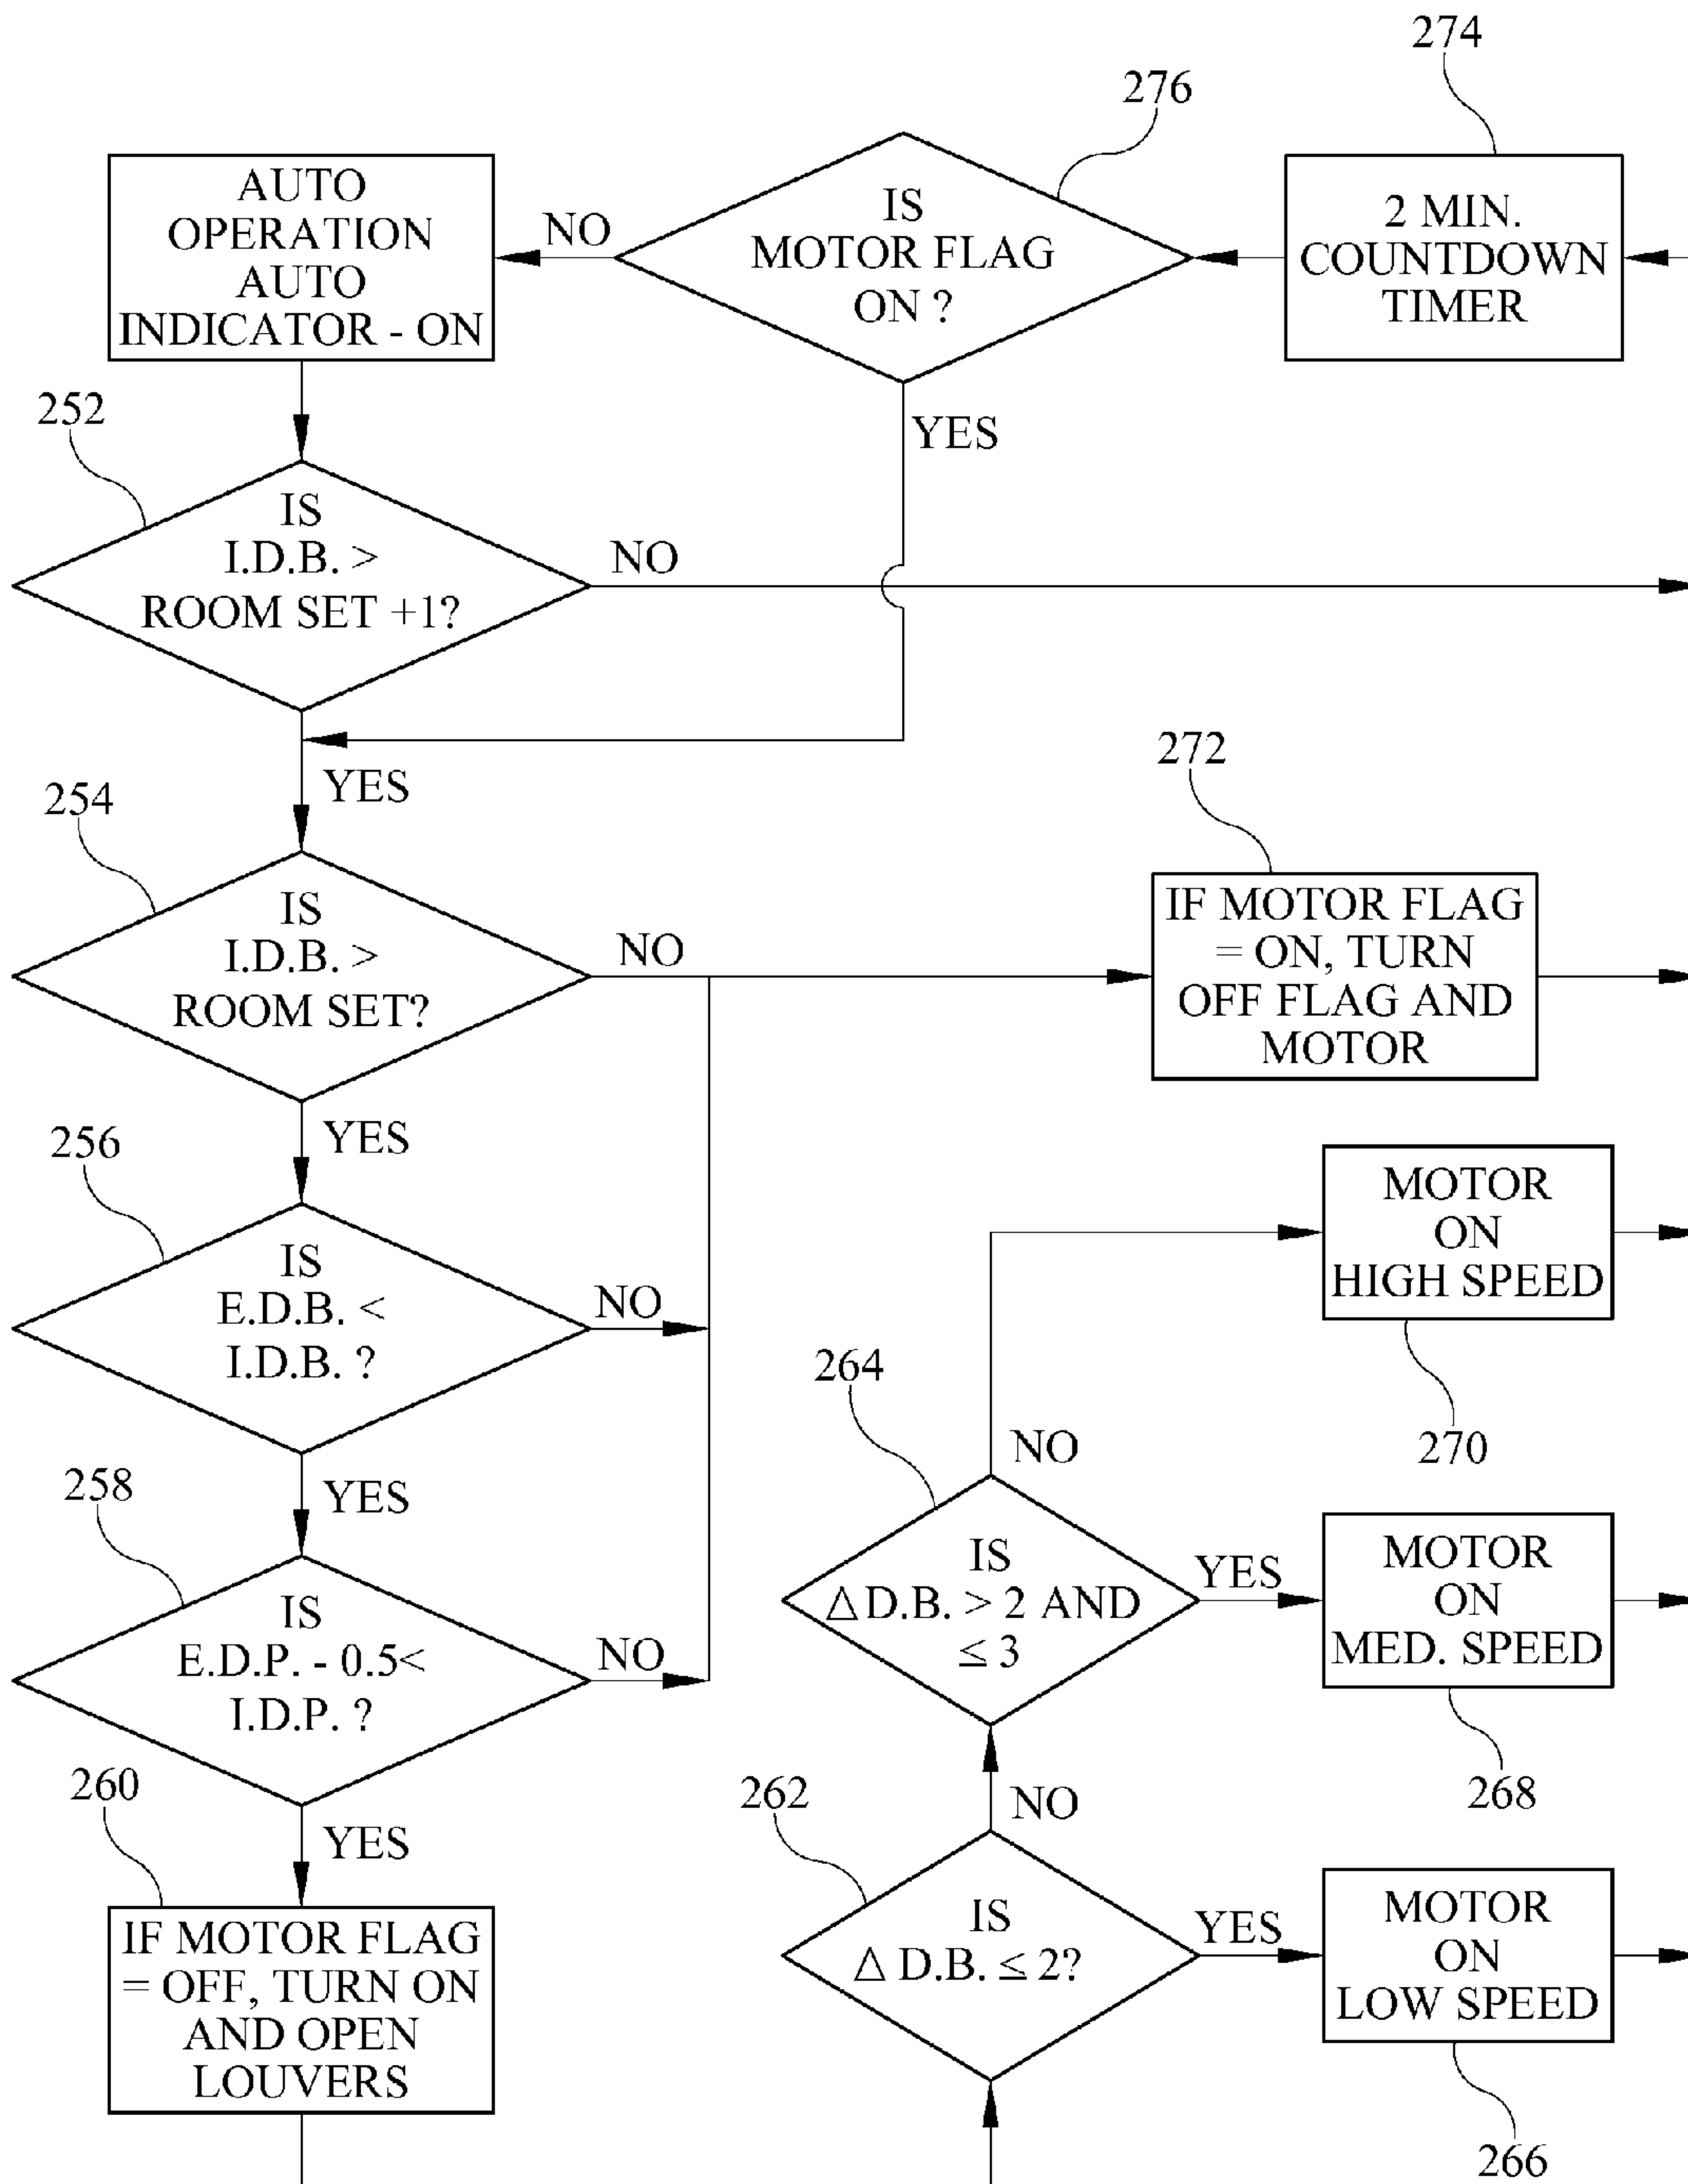 274
276
AUTO
OPERATION
AUTO
INDICATOR - ON
NO
IS
MOTOR FLAG
ON ?
2 MIN.
COUNTDOWN
TIMER
YES
252
IS
I.D.B. >
ROOM SET +1?
NO
YES
254
IS
I.D.B. >
ROOM SET?
NO
272
IF MOTOR FLAG
= ON, TURN
OFF FLAG AND
MOTOR
YES
256
IS
E.D.B. <
I.D.B. ?
NO
YES
258
IS
E.D.P. - 0.5<
I.D.P. ?
NO
YES
260
IF MOTOR FLAG
= OFF, TURN ON
AND OPEN
LOUVERS
MOTOR
ON
HIGH SPEED
270
264
NO
IS
△ D.B. > 2 AND
≤ 3
YES
MOTOR
ON
MED. SPEED
268
262
NO
IS
△ D.B. ≤ 2?
YES
MOTOR
ON
LOW SPEED
266